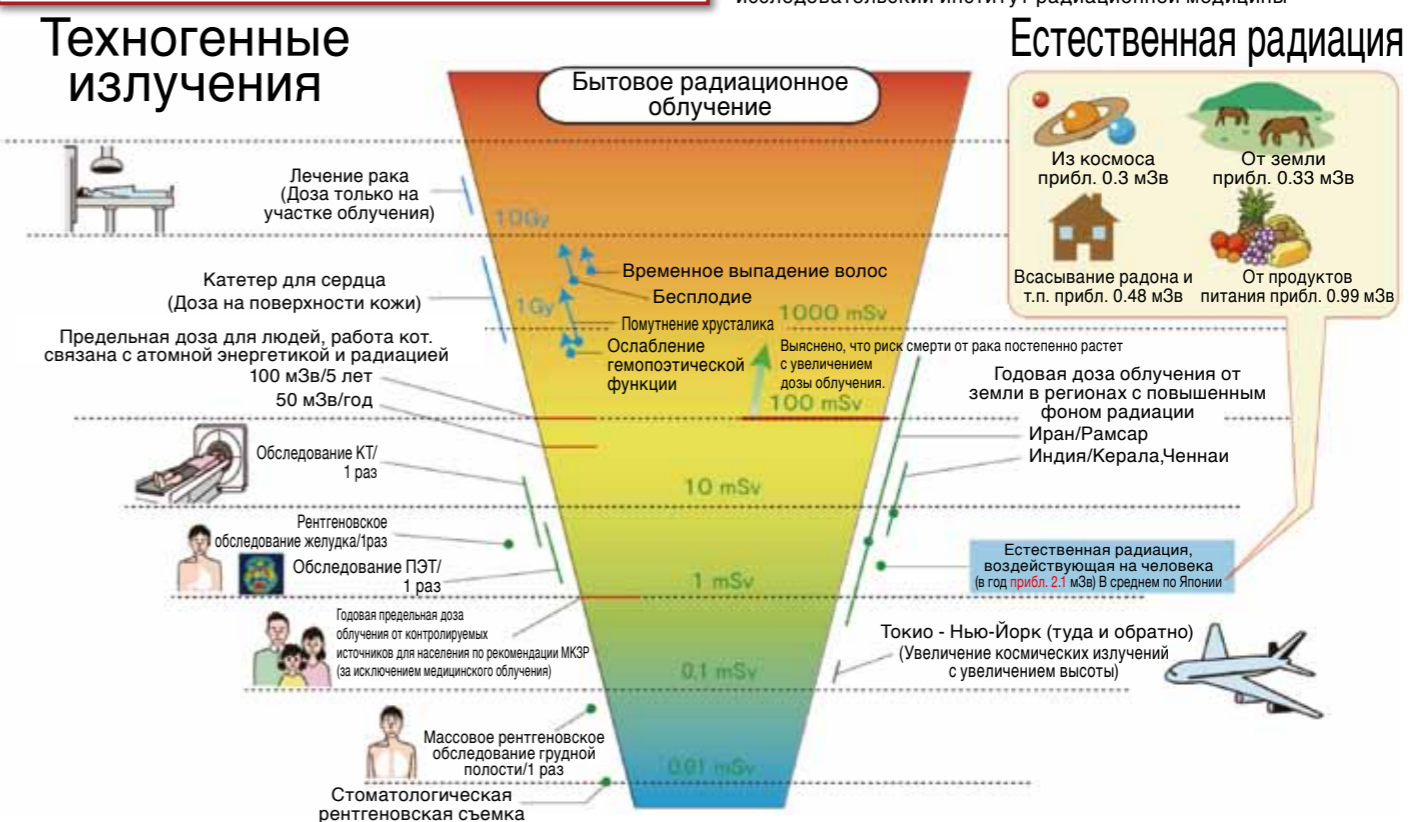 исследовательский институт радиационной медицины
Техногенные
излучения
Бытовое радиационное
облучение
Естественная радиация
Из космоса
прибл. 0.3 мЗв
От земли
прибл. 0.33 мЗв
Всасывание радона и
т.п. прибл. 0.48 мЗв
От продуктов
питания прибл. 0.99 мЗв
Лечение рака
(Доза только на
участке облучения)
10Gy
Катетер для сердца
(Доза на поверхности кожи)
1Gy
Временное выпадение волос
Бесплодие
Помутнение хрусталика
Ослабление
гемопоэтической
функции
1000 mSv
Выяснено, что риск смерти от рака постепенно растет
с увеличением
дозы облучения.
100 mSv
Предельная доза для людей, работа кот.
связана с атомной энергетикой и радиацией
100 мЗв/5 лет
50 мЗв/год
Годовая доза облучения от
земли в регионах с повышенным
фоном радиации
Иран/Рамсар
Индия/Керала,Ченнаи
Обследование КТ/
1 раз
10 mSv
Рентгеновское
обследование желудка/1раз
Обследование ПЭТ/
1 раз
1 mSv
Естественная радиация,
воздействующая на человека
(в год прибл. 2.1 мЗв) В среднем по Японии
Годовая предельная доза
облучения от контролируемых
источников для населения по рекомендации МКЗР
(за исключением медицинского облучения)
0.1 mSv
Токио - Нью-Йорк (туда и обратно)
(Увеличение космических излучений
с увеличением высоты)
Массовое рентгеновское
обследование грудной
полости/1 раз
0.01 mSv
Стоматологическая
рентгеновская съемка